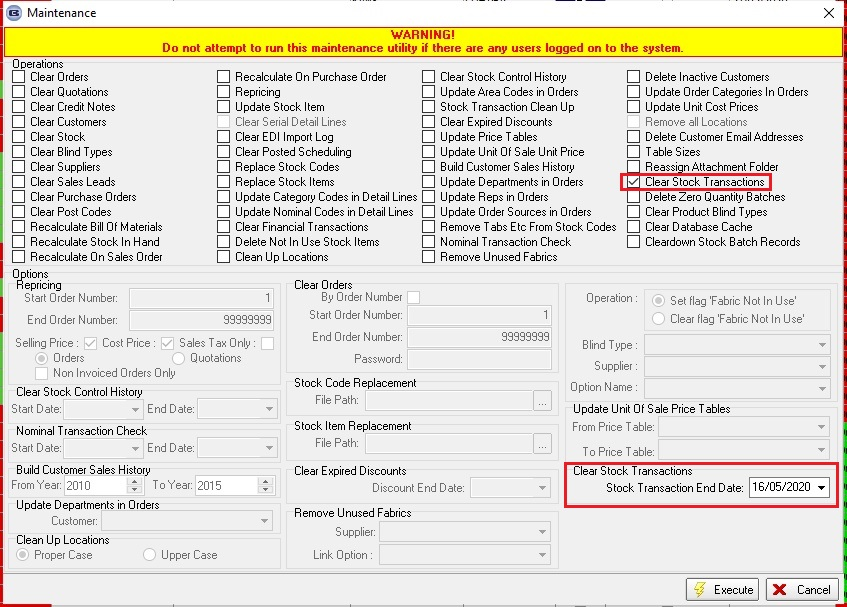 Maintenance
WARNING!
Do not attempt to run this maintenance utility if there are any users logged on to the system.
Operations
Clear Orders
Clear Quotations
Clear Credit Notes
Clear Customers
Clear Stock
Clear Blind Types
Clear Suppliers
Clear Sales Leads
Clear Purchase Orders
Clear Post Codes
Recalculate Bill Of Materials
Recalculate Stock In Hand
Recalculate On Sales Order
Recalculate On Purchase Order
Repricing
Update Stock Item
Clear Serial Detail Lines
Clear EDI Import Log
Clear Posted Scheduling
Replace Stock Codes
Replace Stock Items
Update Category Codes in Detail Lines
Update Nominal Codes in Detail Lines
Clear Financial Transactions
Delete Not In Use Stock Items
Clean Up Locations
Clear Stock Control History
Update Area Codes in Orders
Stock Transaction Clean Up
Clear Expired Discounts
Update Price Tables
Update Unit Of Sale Unit Price
Build Customer Sales History
Update Departments in Orders
Update Reps in Orders
Update Order Sources in Orders
Remove Tabs Etc From Stock Codes
Nominal Transaction Check
Remove Unused Fabrics
Delete Inactive Customers
Update Order Categories In Orders
Update Unit Cost Prices
Remove all Locations
Delete Customer Email Addresses
Table Sizes
Reassign Attachment Folder
Clear Stock Transactions
Delete Zero Quantity Batches
Clear Product Blind Types
Clear Database Cache
Cleardown Stock Batch Records
Options
Repricing
Start Order Number: 1
End Order Number: 99999999
Selling Price : Cost Price : Sales Tax Only :
Orders Quotations
Non Invoiced Orders Only
Clear Stock Control History
Start Date: End Date:
Nominal Transaction Check
Start Date: End Date:
Build Customer Sales History
From Year: 2010 To Year: 2015
Update Departments in Orders
Customer:
Clean Up Locations
Proper Case Upper Case
Clear Orders
By Order Number
Start Order Number: 1
End Order Number: 99999999
Password:
Stock Code Replacement
File Path: ...
Stock Item Replacement
File Path: ...
Clear Expired Discounts
Discount End Date:
Remove Unused Fabrics
Supplier:
Link Option :
Operation : Set flag 'Fabric Not In Use'
Clear flag 'Fabric Not In Use'
Blind Type :
Supplier :
Option Name :
Update Unit Of Sale Price Tables
From Price Table:
To Price Table:
Clear Stock Transactions
Stock Transaction End Date: 16/05/2020
Execute Cancel